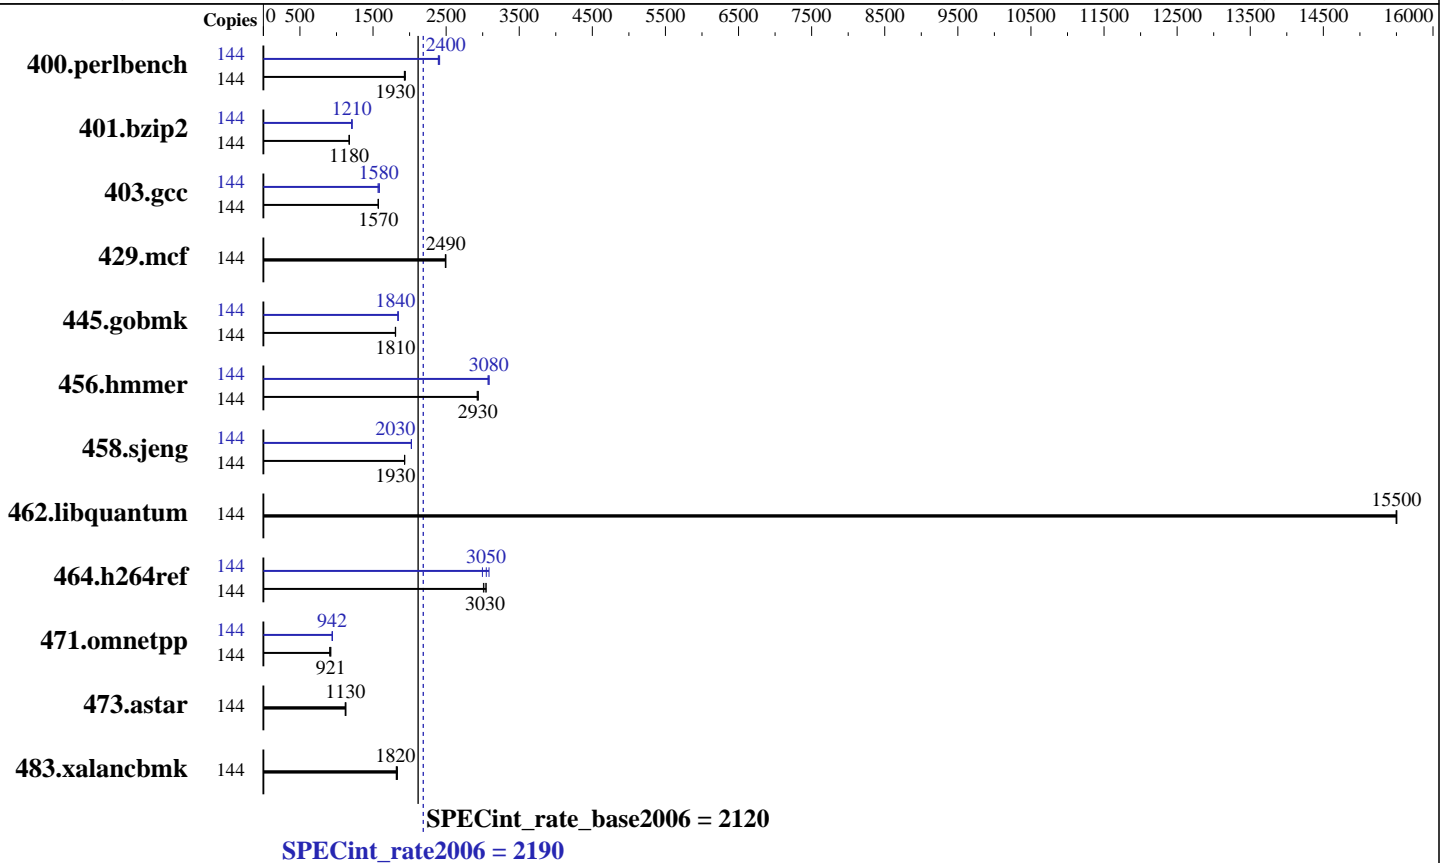 Copies 0 500 1500 2500 3500 4500 5500 6500 7500 8500 9500 10500 11500 12500 13500 14500 16000
2400
400.perlbench 144
144
1930
1210
401.bzip2 144
144
1180
1580
403.gcc 144
144
1570
2490
429.mcf 144
1840
445.gobmk 144
144
1810
3080
456.hmmer 144
144
2930
2030
458.sjeng 144
144
1930
15500
462.libquantum 144
3050
464.h264ref 144
144
3030
942
471.omnetpp 144
144
921
1130
473.astar 144
1820
483.xalancbmk 144
SPECint_rate_base2006 = 2120
SPECint_rate2006 = 2190